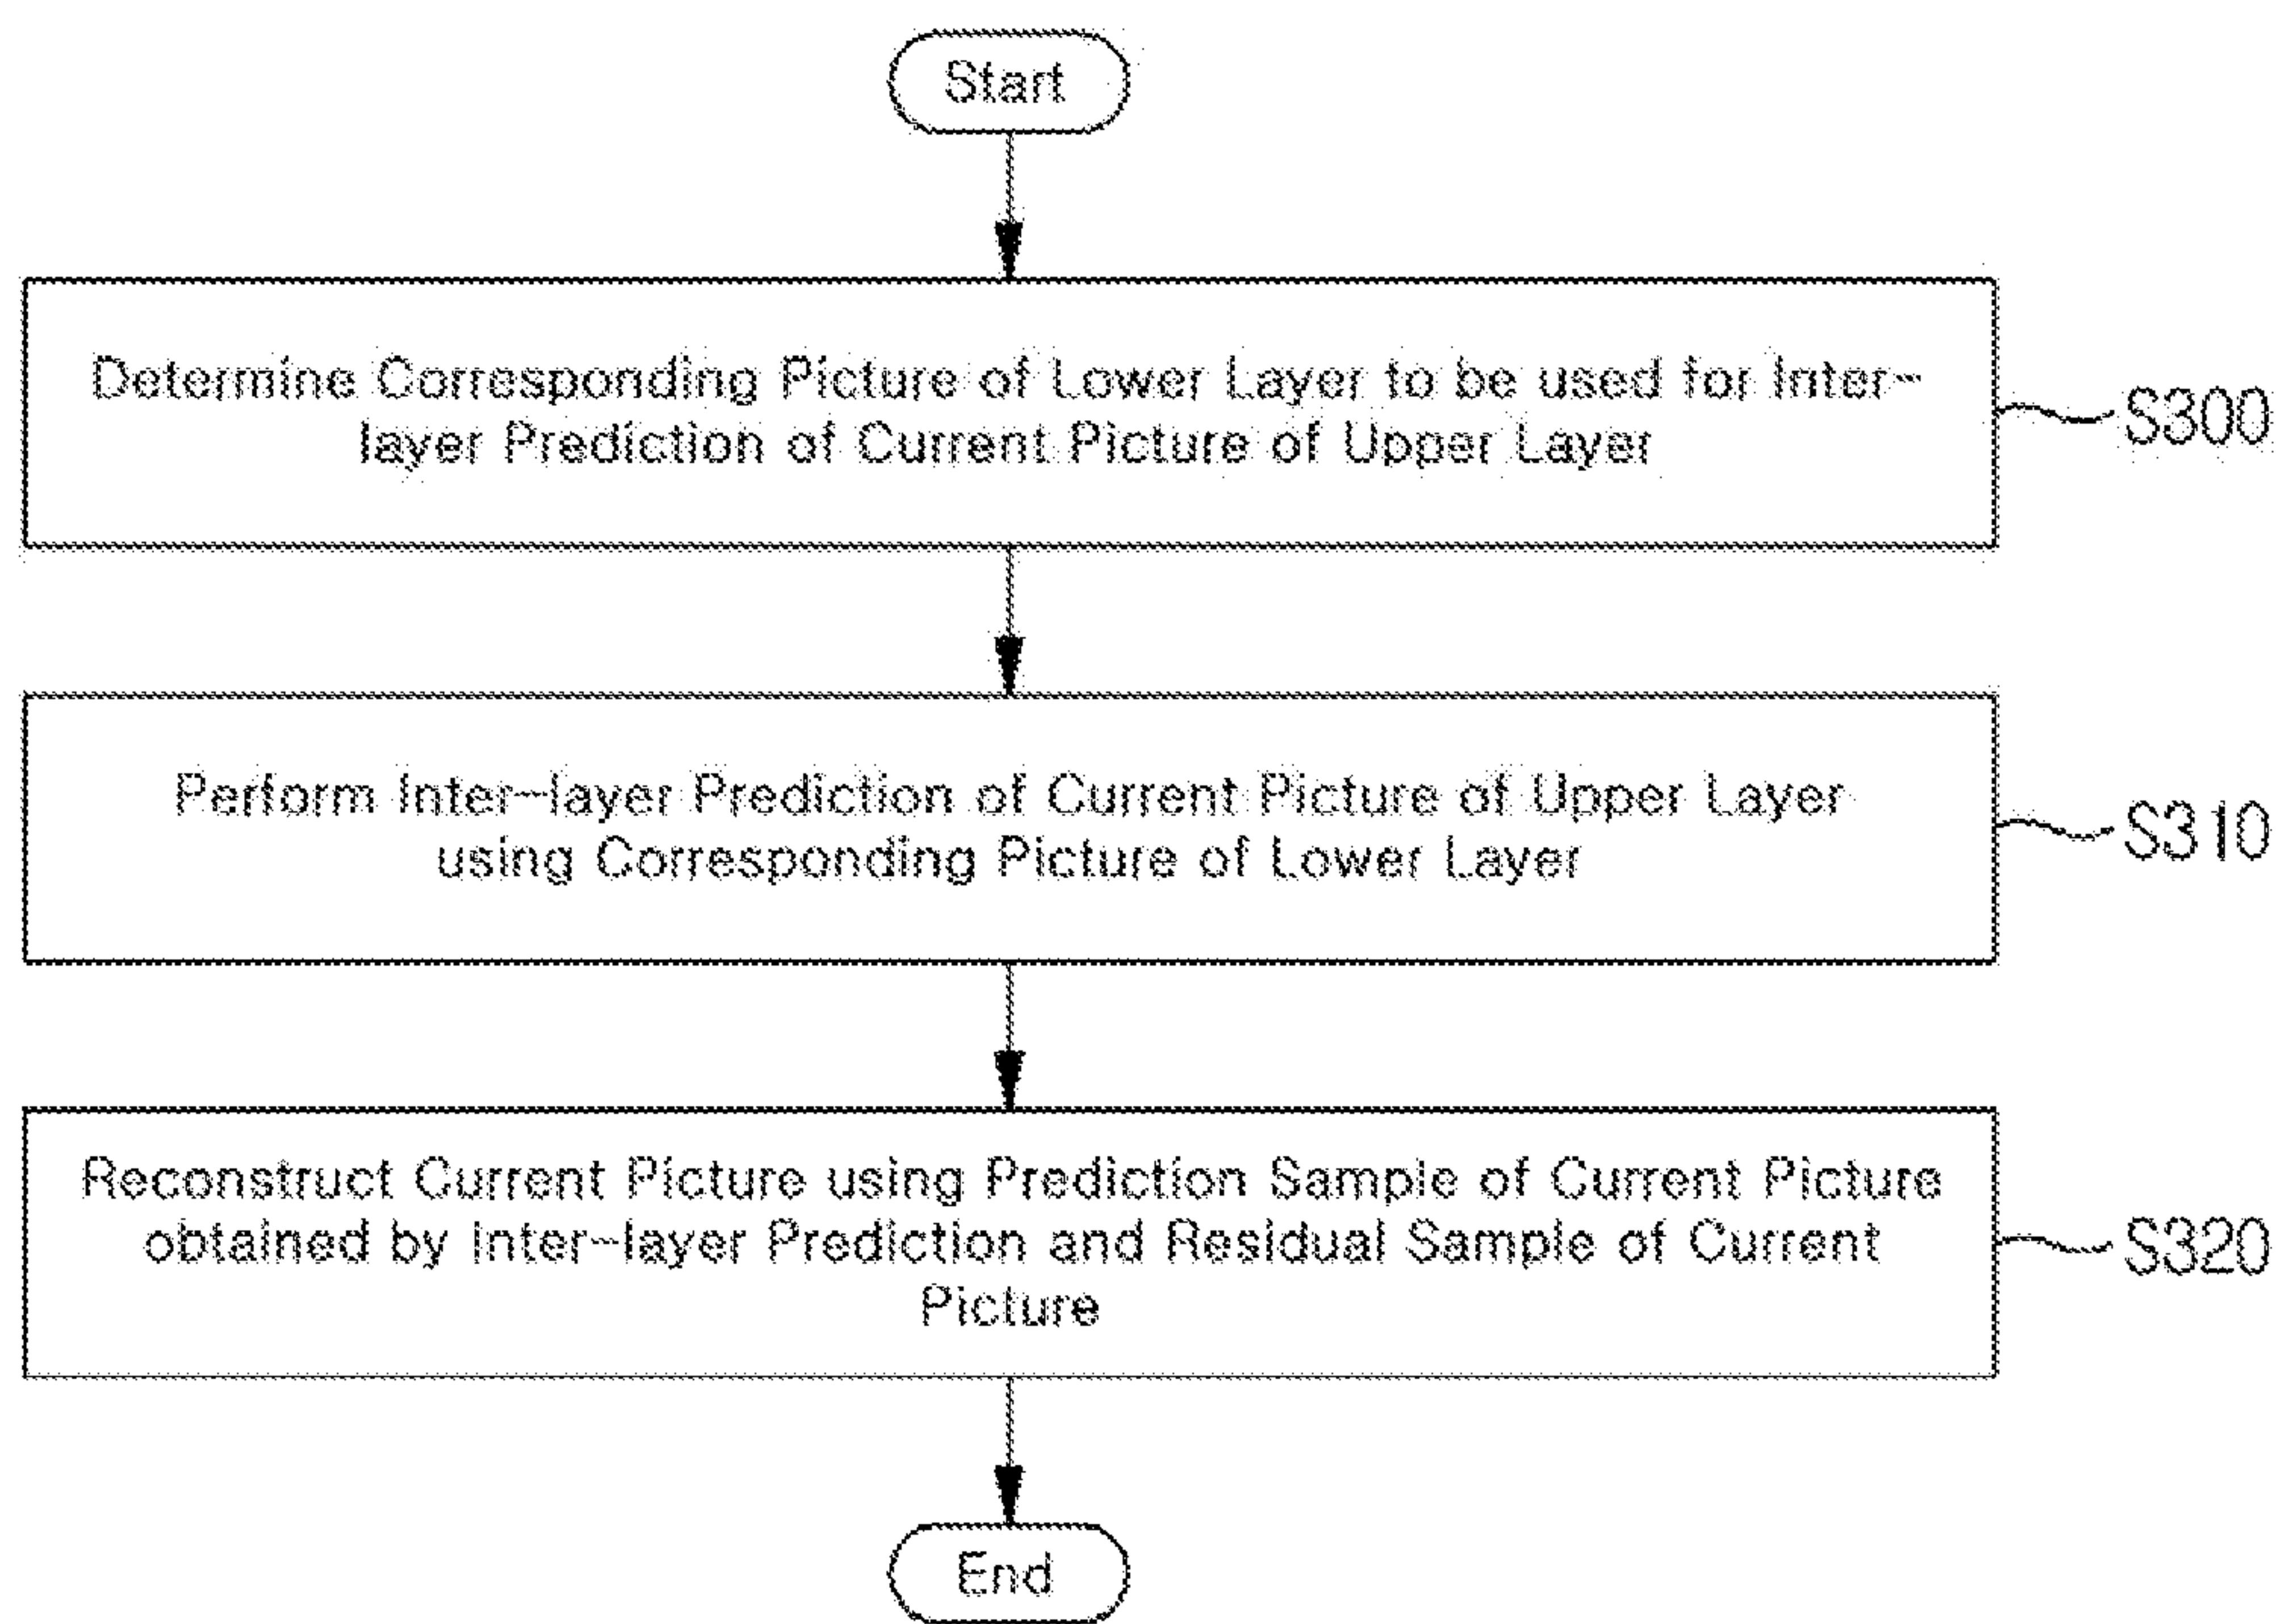 Start
Determine Corresponding Picture of Lower Layer to be used for Inter-
layer Prediction of Current Picture of Upper Layer
S300
Perform Inter-layer Prediction of Current Picture of Upper Layer
using Corresponding Picture of Lower Layer
S310
Reconstruct Current Picture using Prediction Sample of Current Picture
obtained by Inter-layer Prediction and Residual Sample of Current
Picture
S320
End